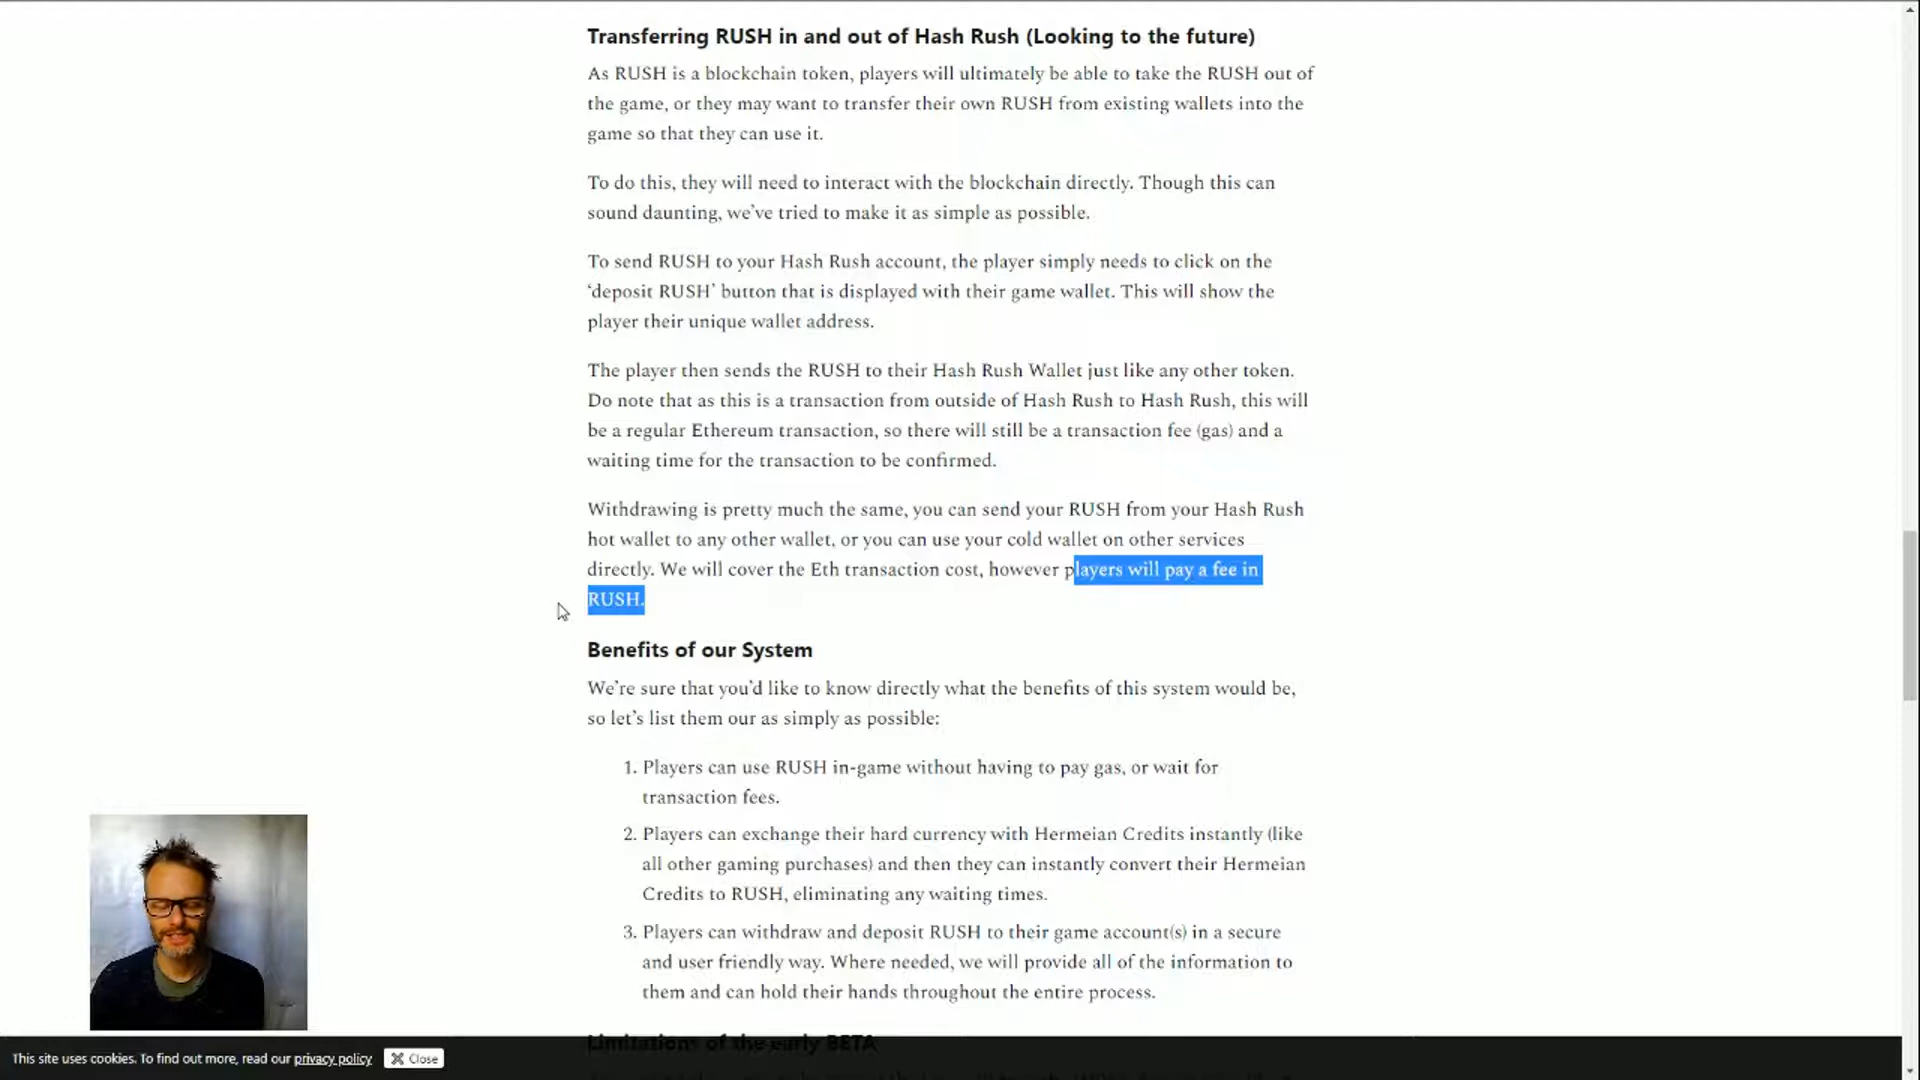 Transferring RUSH in and out of Hash Rush (Looking to the future)
As RUSH is a blockchain token, players will ultimately be able to take the RUSH out of
the game, or they may want to transfer their own RUSH from existing wallets into the
game so that they can use it.
To do this, they will need to interact with the blockchain directly. Though this can
sound daunting, we’ve tried to make it as simple as possible.
To send RUSH to your Hash Rush account, the player simply needs to click on the
‘deposit RUSH’ button that is displayed with their game wallet. This will show the
player their unique wallet address.
The player then sends the RUSH to their Hash Rush Wallet just like any other token.
Do note that as this is a transaction from outside of Hash Rush to Hash Rush, this will
be a regular Ethereum transaction, so there will still be a transaction fee (gas) and a
waiting time for the transaction to be confirmed.
Withdrawing is pretty much the same, you can send your RUSH from your Hash Rush
hot wallet to any other wallet, or you can use your cold wallet on other services
directly. We will cover the Eth transaction cost, however players will pay a fee in
RUSH.
Benefits of our System
We’re sure that you’d like to know directly what the benefits of this system would be,
so let’s list them our as simply as possible:
1. Players can use RUSH in-game without having to pay gas, or wait for
transaction fees.
2. Players can exchange their hard currency with Hermeian Credits instantly (like
all other gaming purchases) and then they can instantly convert their Hermeian
Credits to RUSH, eliminating any waiting times.
3. Players can withdraw and deposit RUSH to their game account(s) in a secure
and user friendly way. Where needed, we will provide all of the information to
them and can hold their hands throughout the entire process.
Limitations of the early BETA
This site uses cookies. To find out more, read our privacy policy Close